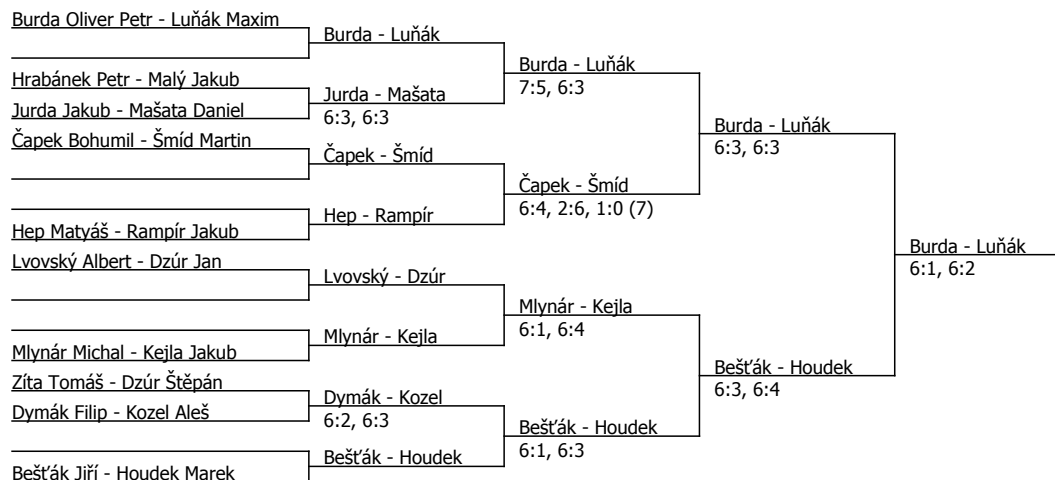 Burda Oliver Petr - Luňák Maxim
Hrabánek Petr - Malý Jakub
Jurda Jakub - Mašata Daniel
Čapek Bohumil - Šmíd Martin
Hep Matyáš - Rampír Jakub
Lvovský Albert - Dzúr Jan
Mlynár Michal - Kejla Jakub
Zíta Tomáš - Dzúr Štěpán
Dymák Filip - Kozel Aleš
Bešťák Jiří - Houdek Marek
Burda - Luňák
Jurda - Mašata
6:3, 6:3
Čapek - Šmíd
Hep - Rampír
Lvovský - Dzúr
Mlynár - Kejla
Dymák - Kozel
6:2, 6:3
Bešťák - Houdek
Burda - Luňák
7:5, 6:3
Čapek - Šmíd
6:4, 2:6, 1:0 (7)
Mlynár - Kejla
6:1, 6:4
Bešťák - Houdek
6:1, 6:3
Burda - Luňák
6:3, 6:3
Bešťák - Houdek
6:3, 6:4
Burda - Luňák
6:1, 6:2